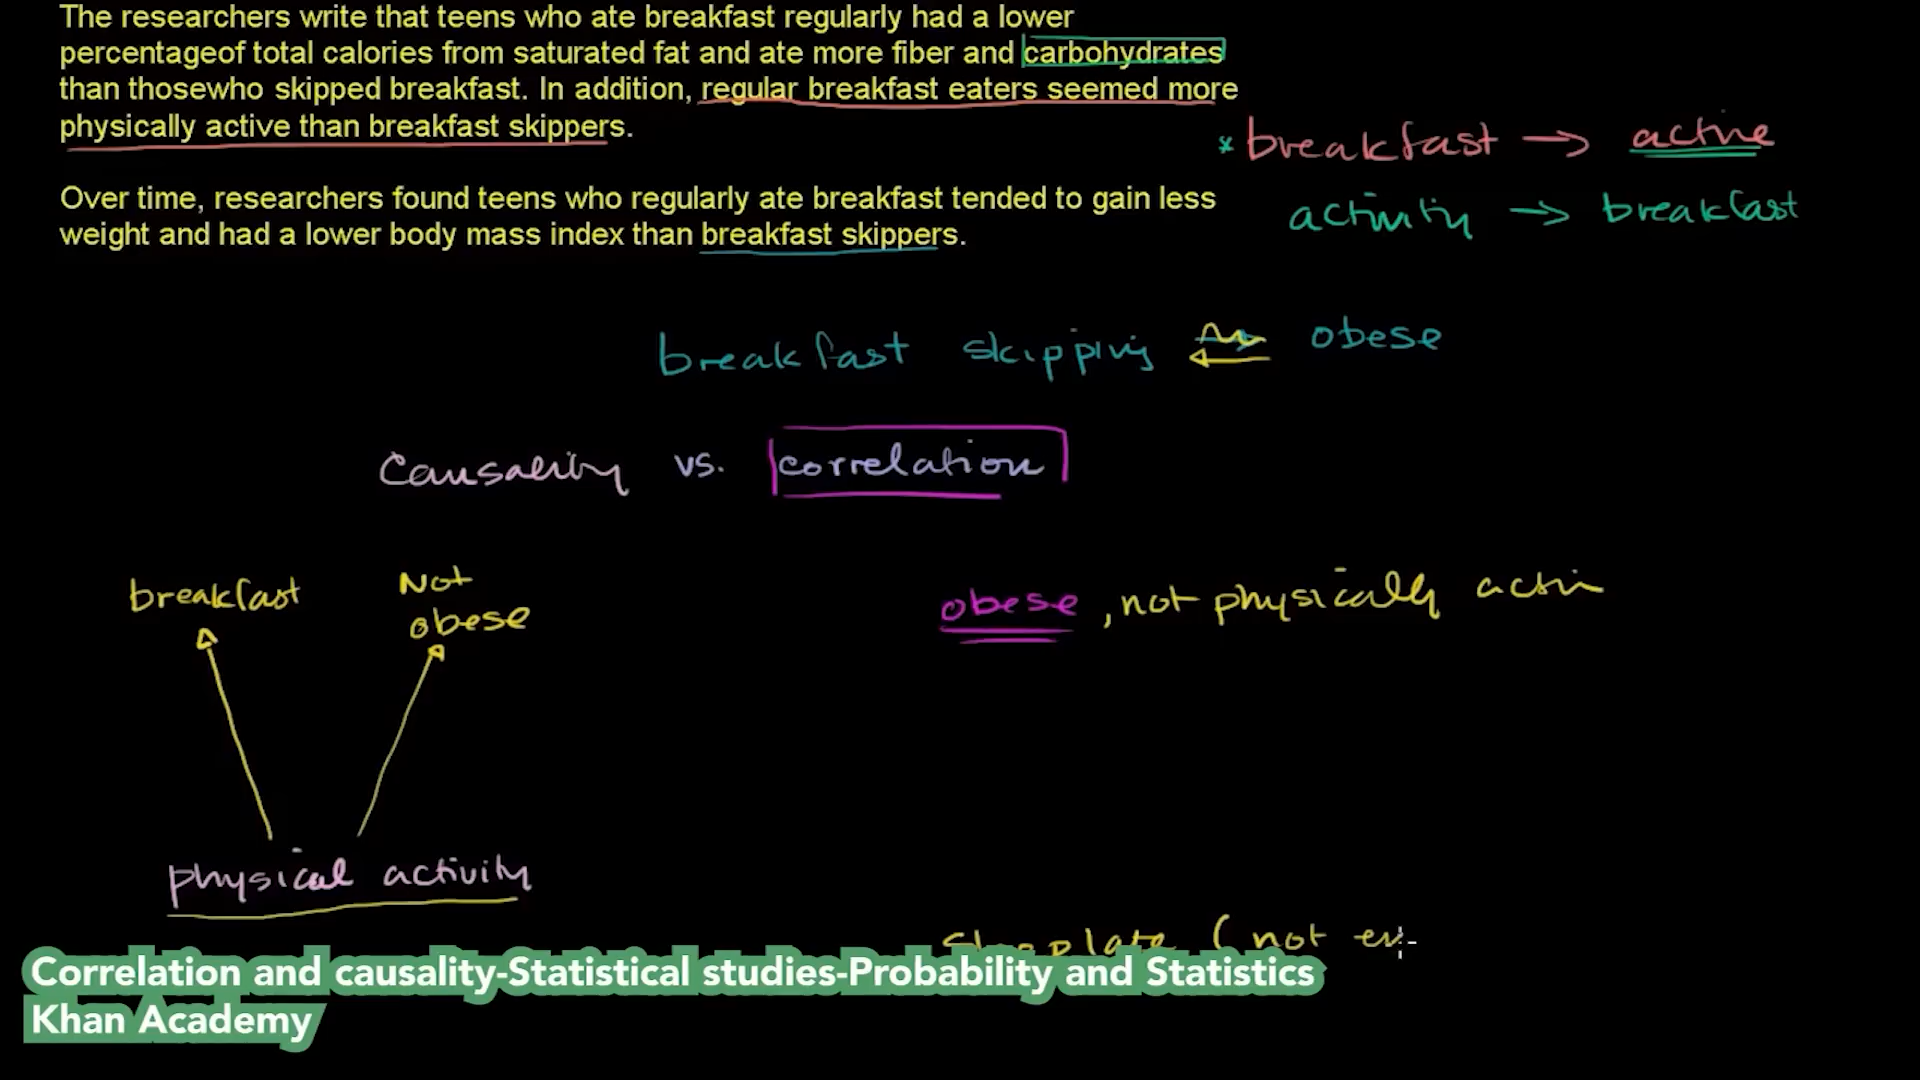 The researchers write that teens who ate breakfast regularly had a lower
percentageof total calories from saturated fat and ate more fiber and carbohydrates
than thosewho skipped breakfast. In addition, regular breakfast eaters seemed more
physically active than breakfast skippers.
* breakfast → active
Over time, researchers found teens who regularly ate breakfast tended to gain less
weight and had a lower body mass index than breakfast skippers.
activity → breakfast
breakfast skipping obese
Causality vs. correlation
breakfast
Not
obese
obese, not physically activ
physical activity
(not ex
Correlation and causality-Statistical studies-Probability and Statistics
Khan Academy